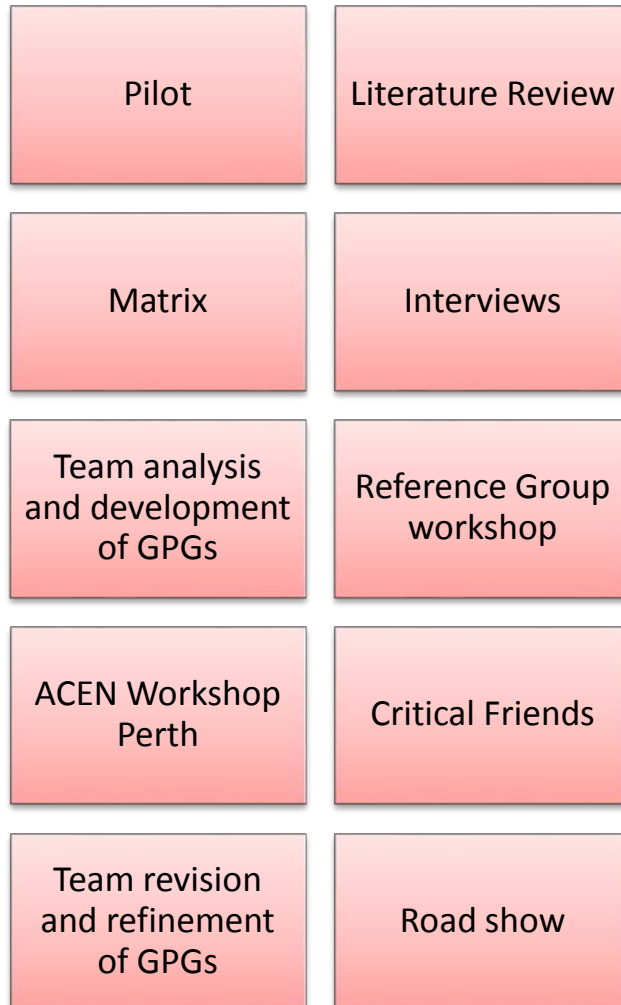 Pilot
Literature Review
Matrix
Interviews
Team analysis
and development
of GPGs
Reference Group
workshop
ACEN Workshop
Perth
Critical Friends
Team revision
and refinement
of GPGs
Road show